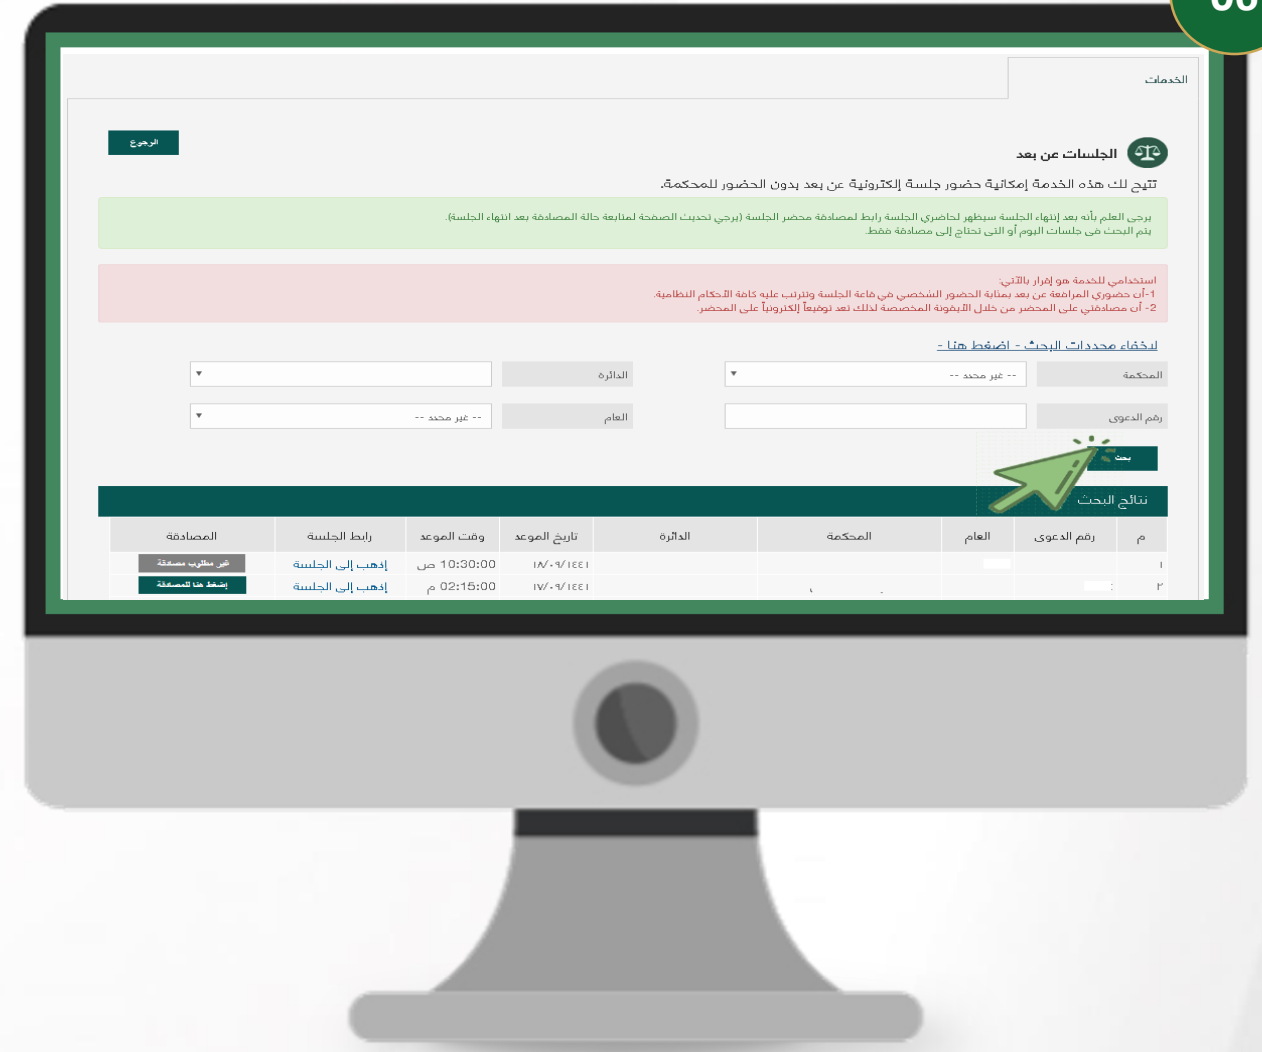 الخدمات
الجلسات عن بعد
الرجوع
تتيح لك هذه الخدمة إمكانية حضور جلسة إلكترونية عن بعد بدون الحضور للمحكمة.
يرجى العلم بأنه بعد إنتهاء الجلسة سيظهر لحاضري الجلسة رابط لمصادقة محضر الجلسة (يرجي تحديث الصفحة لمتابعة حالة المصادقة بعد انتهاء الجلسة).
يتم البحث في جلسات اليوم أو التي تحتاج إلى مصادقة فقط.
استخدامي للخدمة هو إقرار بالآتي:
1-أن حضوري المرافعة عن بعد بمثابة الحضور الشخصي في قاعة الجلسة وتترتب عليه كافة الأحكام النظامية.
2- أن مصادقتي على المحضر من خلال الأيقونة المخصصة لذلك تعد توقيعاً إلكترونياً على المحضر.
لاخفاء محددات البحث - اضغط هنا -
المحكمة -- غير محدد -- الدائرة
رقم الدعوى العام -- غير محدد --
بحث
نتائج البحث
م رقم الدعوى العام المحكمة الدائرة تاريخ الموعد وقت الموعد رابط الجلسة المصادقة
١ ١٨/٠٩/١٤٤١ 10:30:00 ص إذهب إلى الجلسة غير مطلوب مصادقة
٢ ١٧/٠٩/١٤٤١ 02:15:00 م إذهب إلى الجلسة إضغط هنا للمصادقة